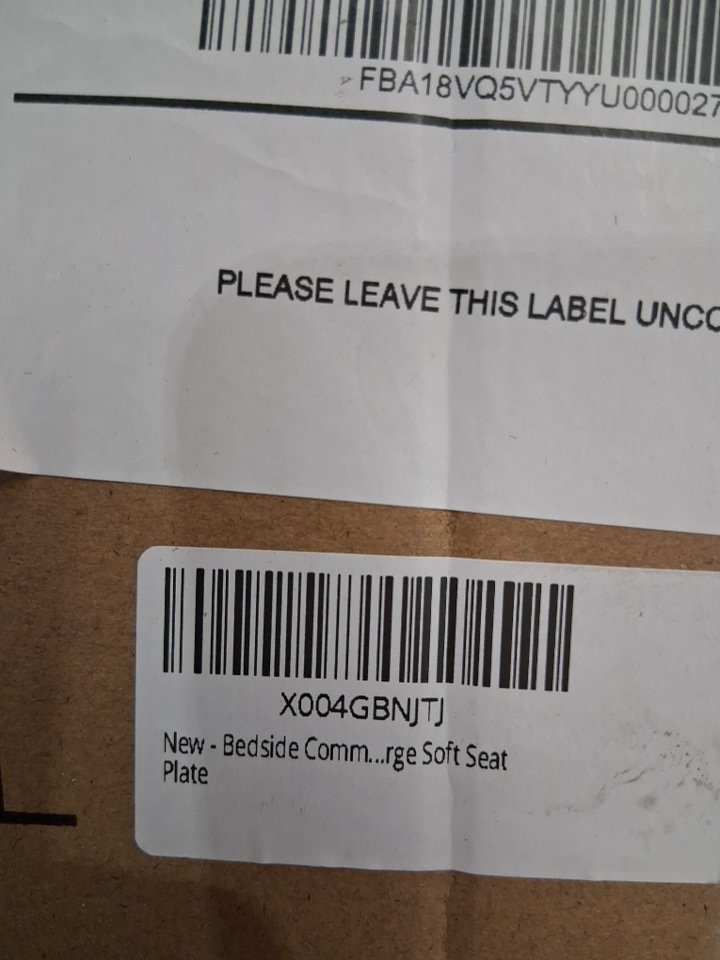 FBA18VQ5VTYYU000027
PLEASE LEAVE THIS LABEL UNCO
X004GBNJTJ
New - Bedside Comm...rge Soft Seat
Plate